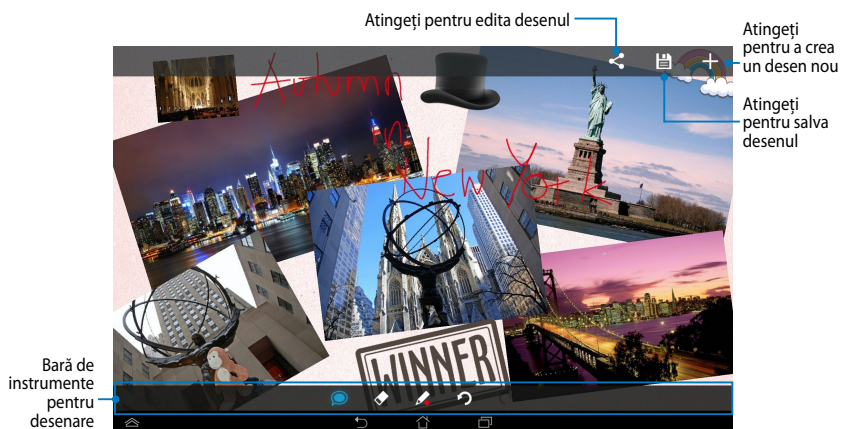 Atingeți pentru edita desenul
Atingeți
pentru a crea
un desen nou
Atingeți
pentru salva
desenul
Autumn
in
New York
WINNER
Bară de
instrumente
pentru
desenare